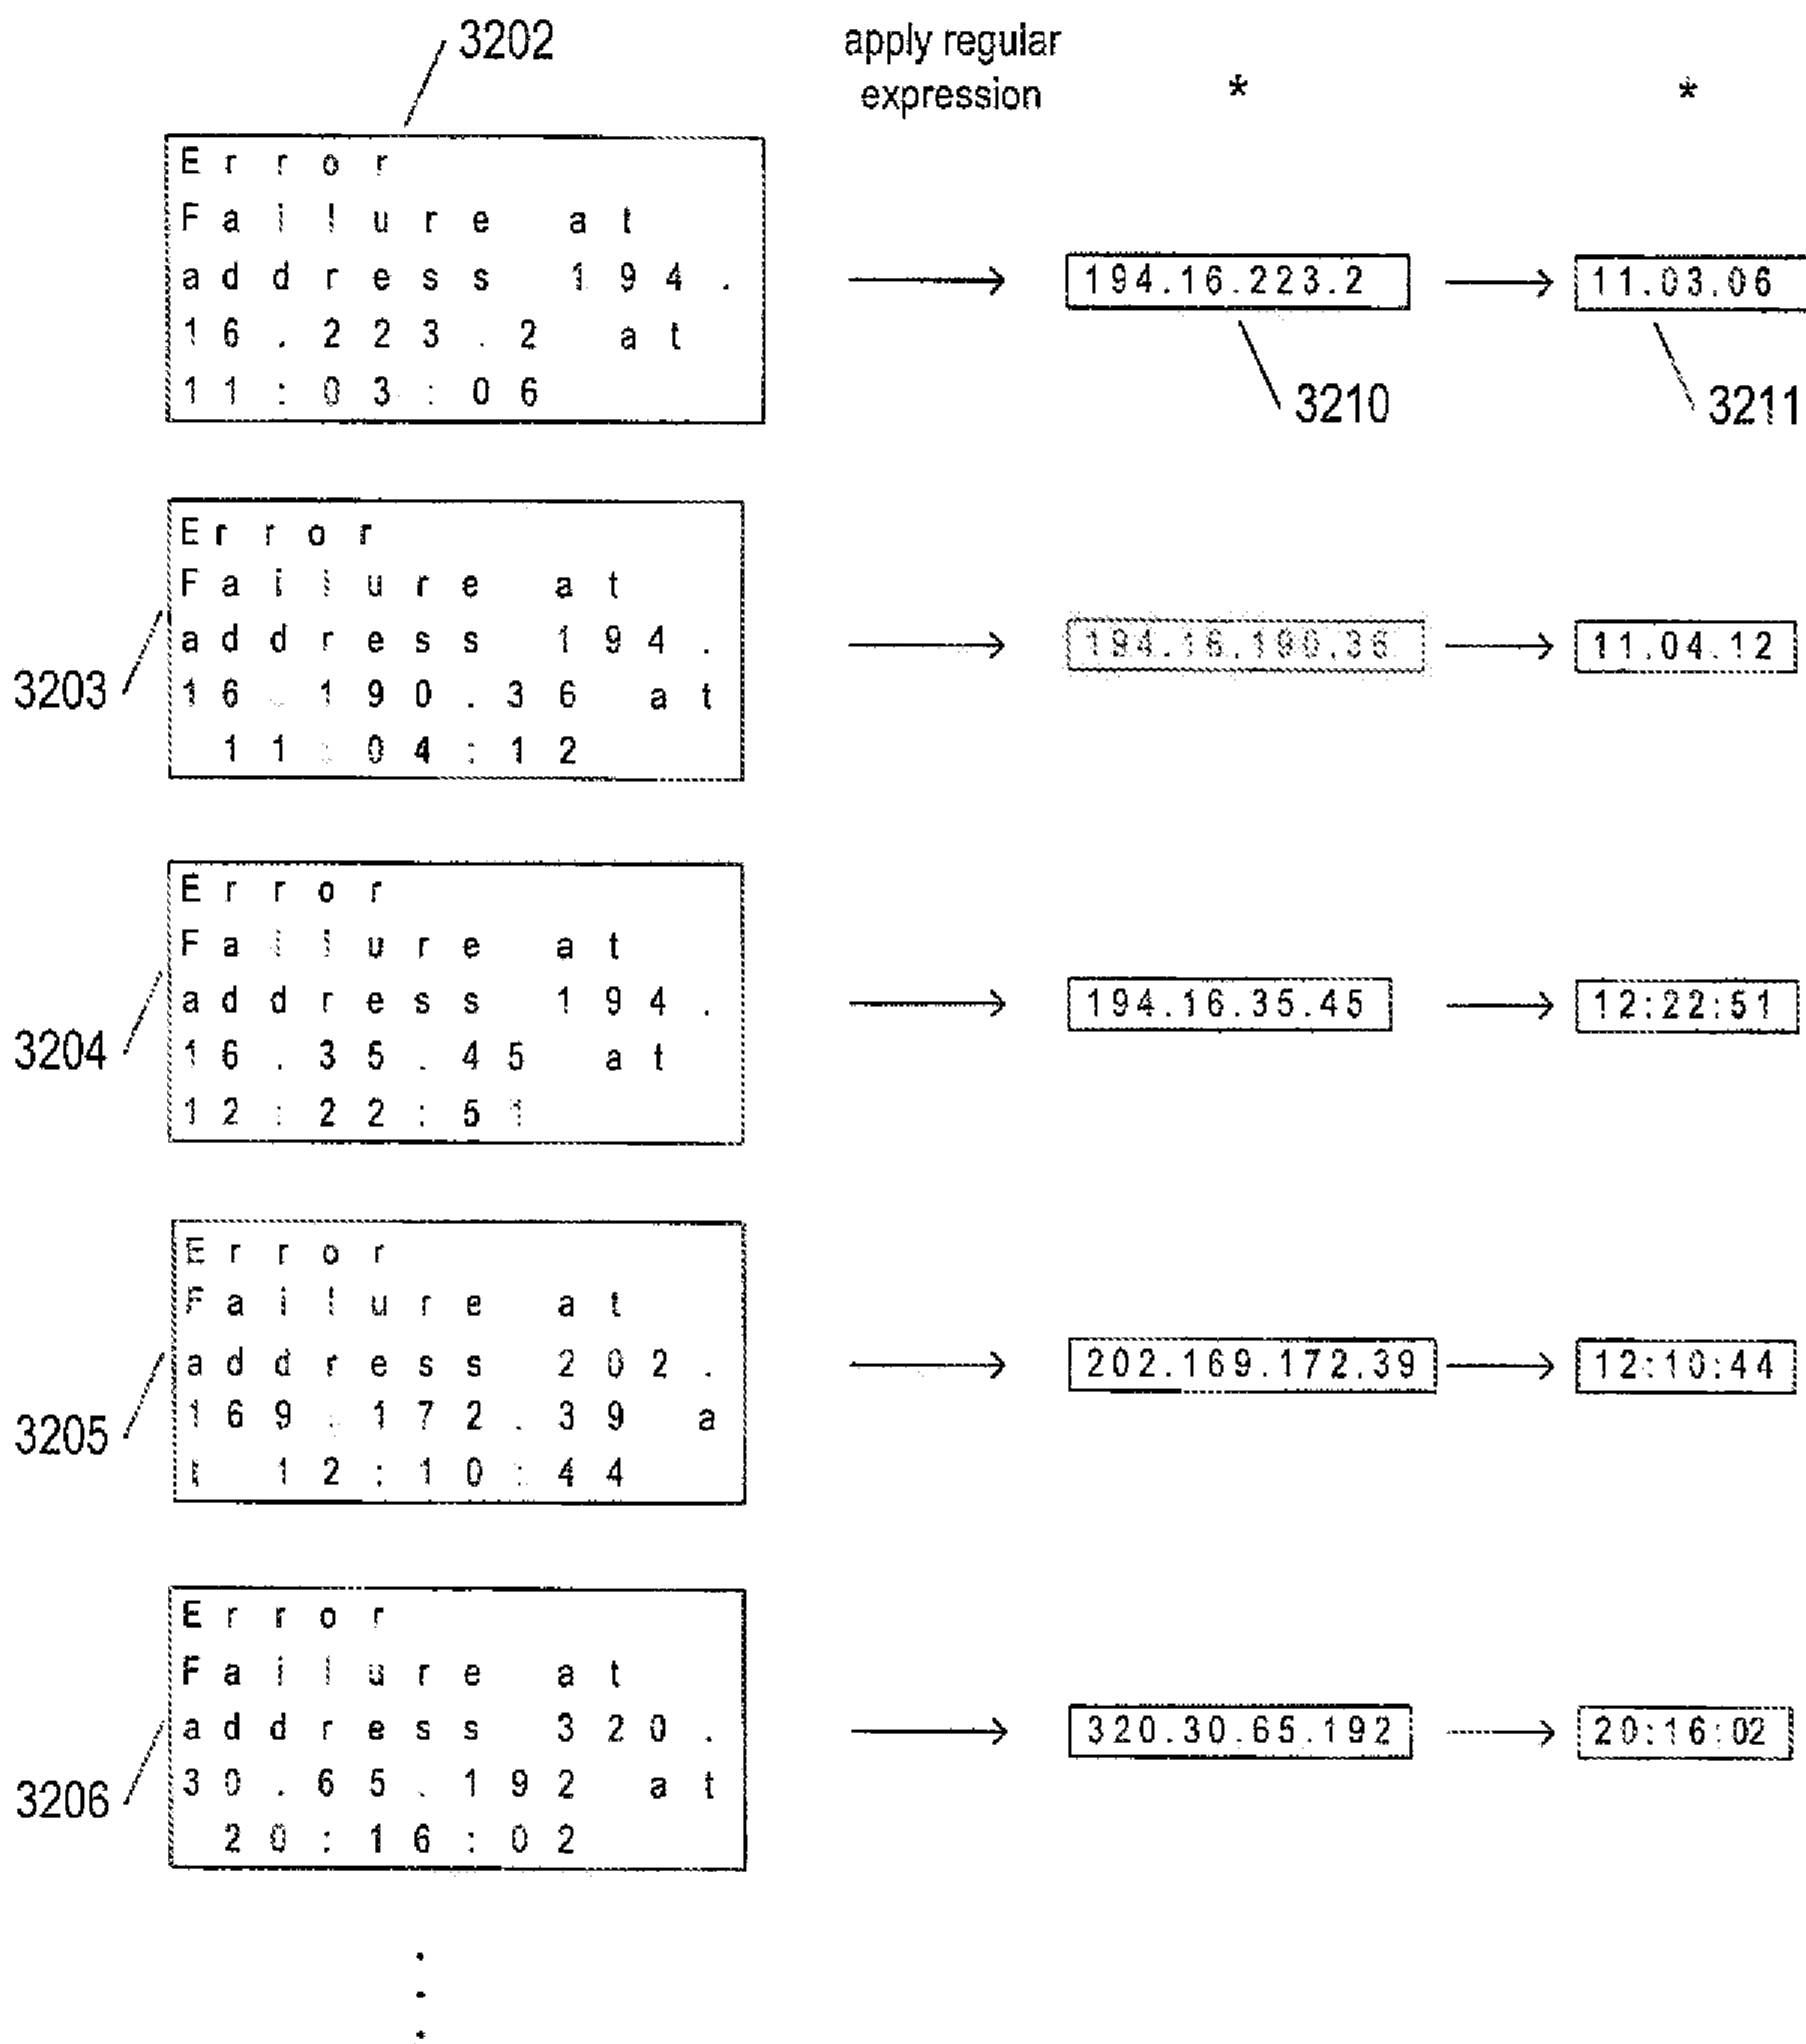 3202
apply regular
expression
*
*
Error
Failure at
address 194.
16.223.2 at
11:03:06
194.16.223.2
11.03.06
3210
3211
Error
Failure at
address 194.
16.190.36 at
11:04:12
3203
194.16.190.36
11.04.12
Error
Failure at
address 194.
16.35.45 at
12:22:51
3204
194.16.35.45
12:22:51
Error
Failure at
address 202.
169.172.39 a
t 12:10:44
3205
202.169.172.39
12:10:44
Error
Failure at
address 320.
30.65.192 at
20:16:02
3206
320.30.65.192
20:16:02